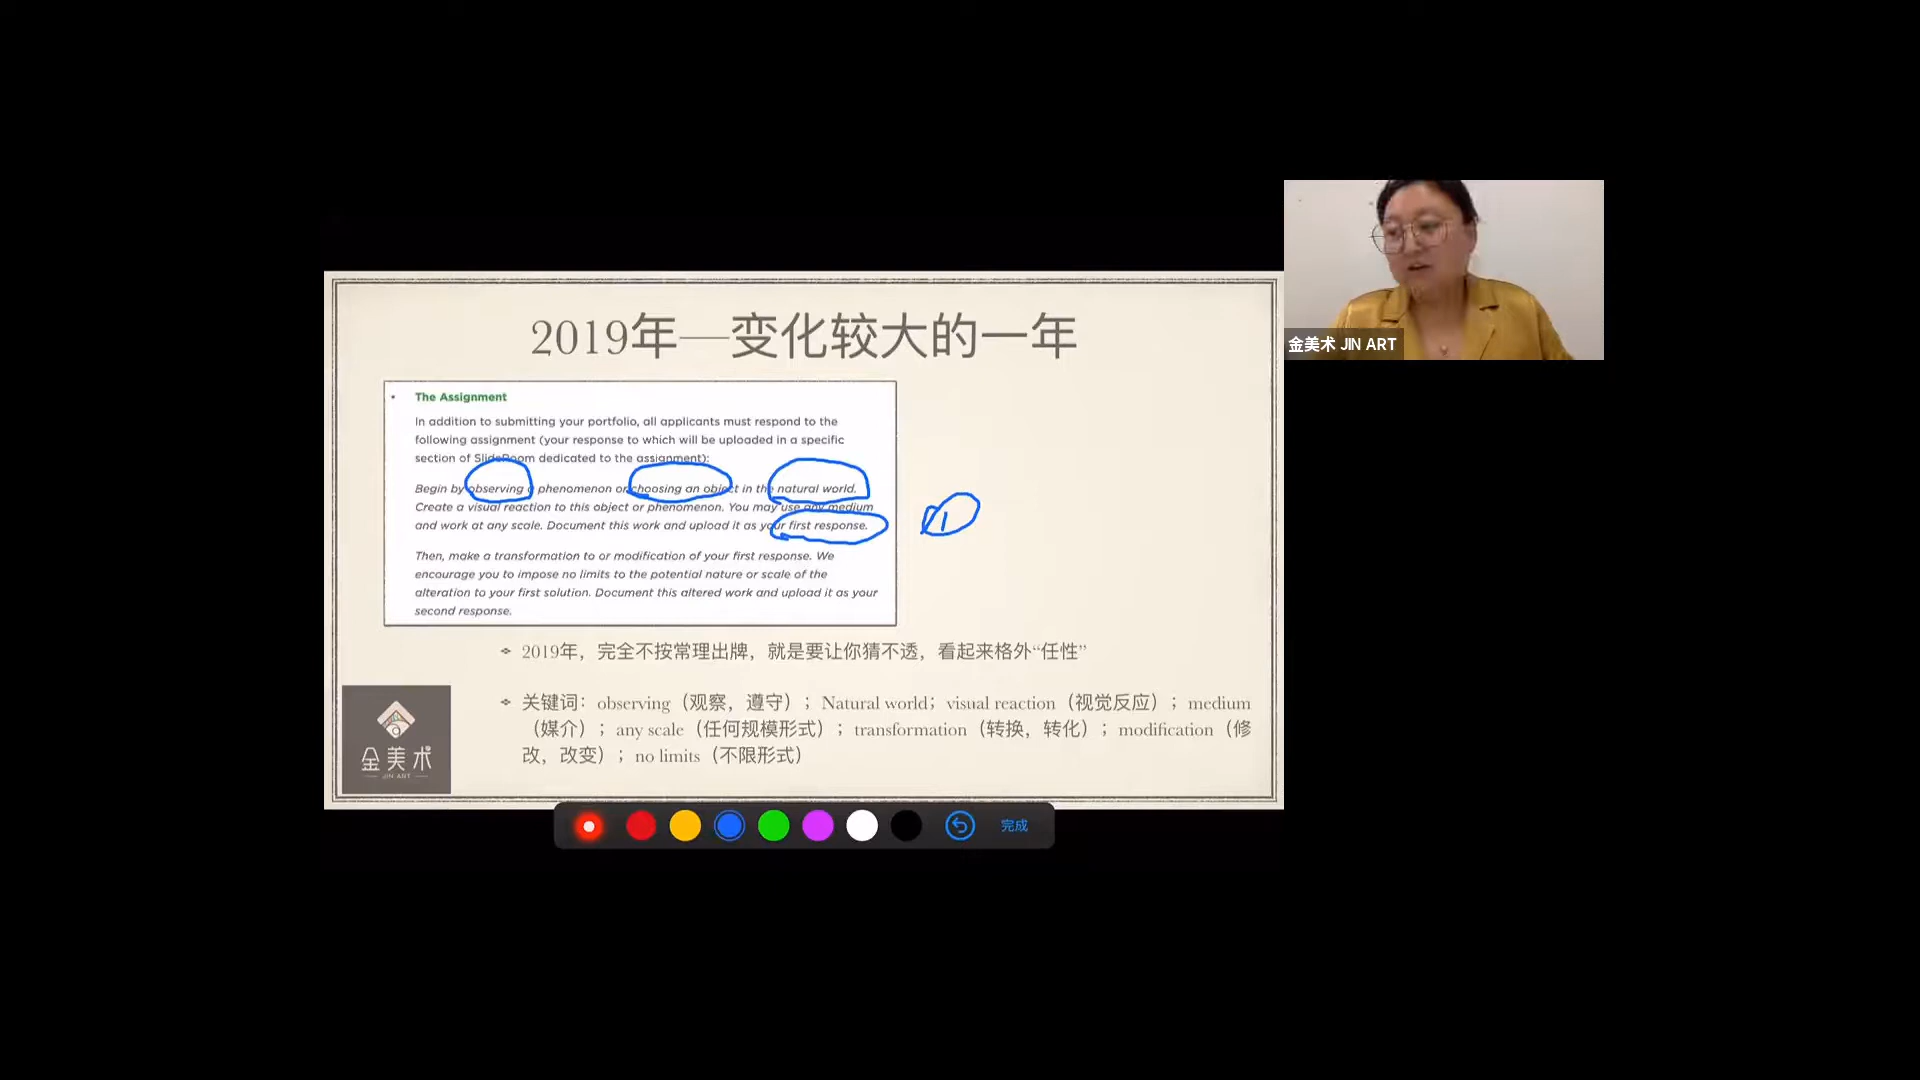 金美术 JIN ART
2019年—变化较大的一年
The Assignment
In addition to submitting your portfolio, all applicants must respond to the
following assignment (your response to which will be uploaded in a specific
section of SlideRoom dedicated to the assignment):
Begin by observing a phenomenon or choosing an object in the natural world.
Create a visual reaction to this object or phenomenon. You may use any medium
and work at any scale. Document this work and upload it as your first response.
1
Then, make a transformation to or modification of your first response. We
encourage you to impose no limits to the potential nature or scale of the
alteration to your first solution. Document this altered work and upload it as your
second response.
2019年，完全不按常理出牌，就是要让你猜不透，看起来格外“任性”
关键词：observing（观察，遵守）；Natural world；visual reaction（视觉反应）；medium
（媒介）；any scale（任何规模形式）；transformation（转换，转化）；modification（修
改，改变）；no limits（不限形式）
金美术
JIN ART
完成